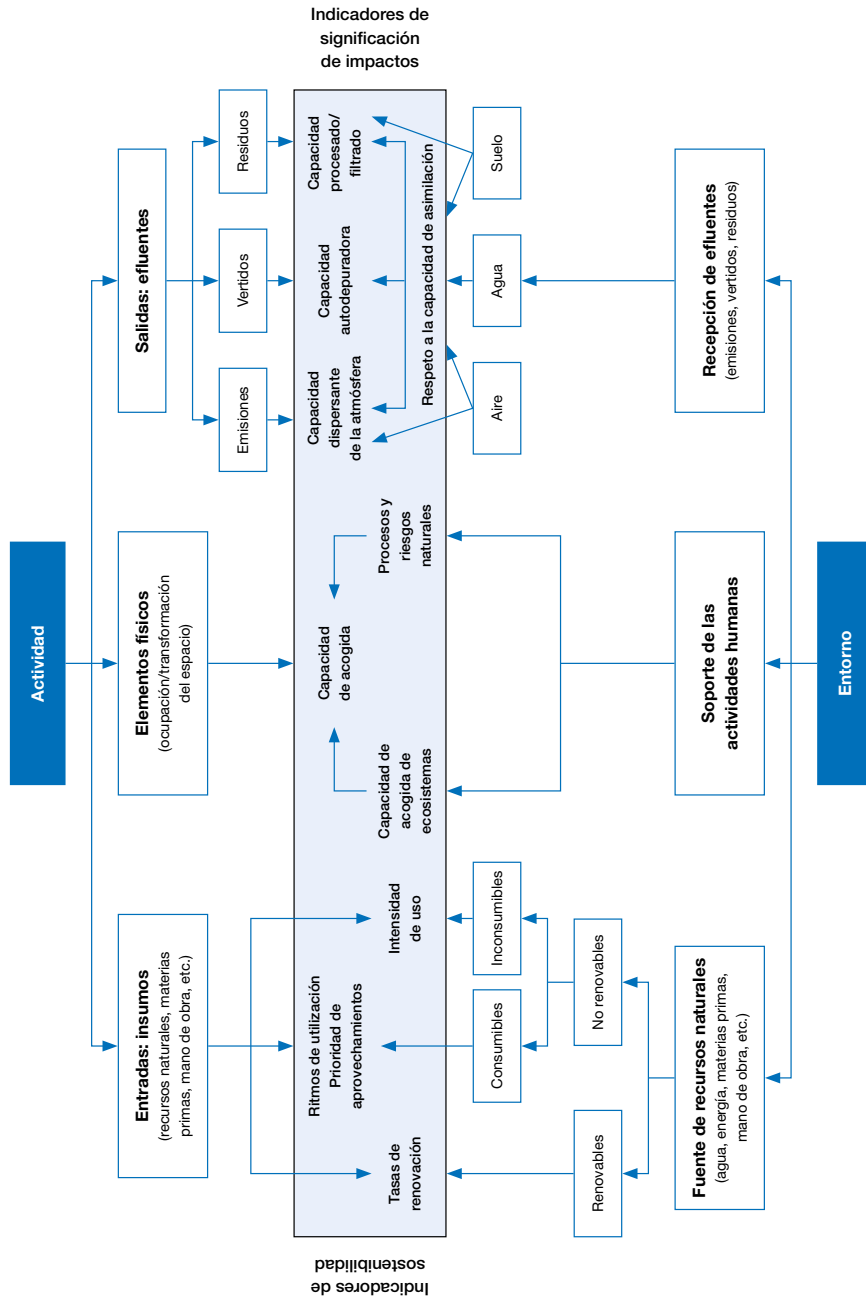 Indicadores de
significación
de impactos
Actividad
Entradas: insumos
(recursos naturales, materias
primas, mano de obra, etc.)
Elementos físicos
(ocupación/transformación
del espacio)
Salidas: efluentes
Emisiones
Vertidos
Residuos
Indicadores de
sostenibilidad
Tasas de
renovación
Ritmos de utilización
Prioridad de
aprovechamientos
Intensidad
de uso
Capacidad de
acogida de
ecosistemas
Capacidad
de acogida
Procesos y
riesgos naturales
Capacidad
dispersante
de la atmósfera
Capacidad
autodepuradora
Capacidad
procesado/
filtrado
Respeto a la capacidad de asimilación
Consumibles
Inconsumibles
Aire
Agua
Suelo
Renovables
No renovables
Fuente de recursos naturales
(agua, energía, materias primas,
mano de obra, etc.)
Soporte de las
actividades humanas
Recepción de efluentes
(emisiones, vertidos, residuos)
Entorno